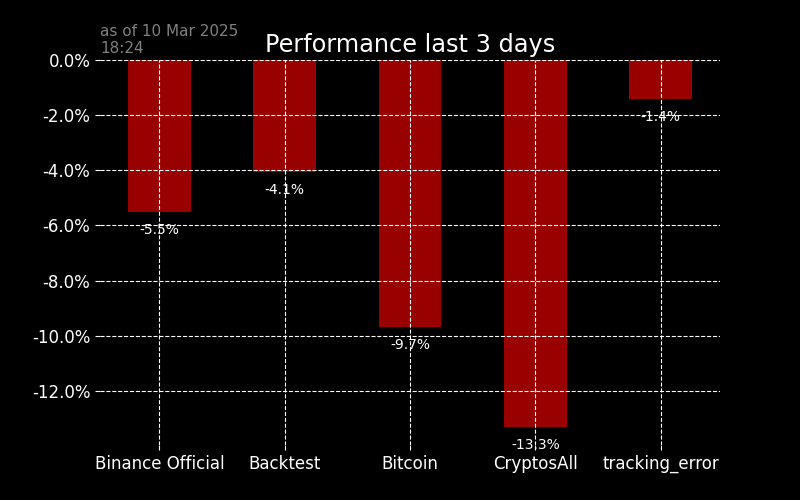 as of 10 Mar 2025
18:24
Performance last 3 days
0.0%
-2.0%
-4.0%
-6.0%
-8.0%
-10.0%
-12.0%
-5.5%
-4.1%
-9.7%
-13.3%
-1.4%
Binance Official
Backtest
Bitcoin
CryptosAll
tracking_error